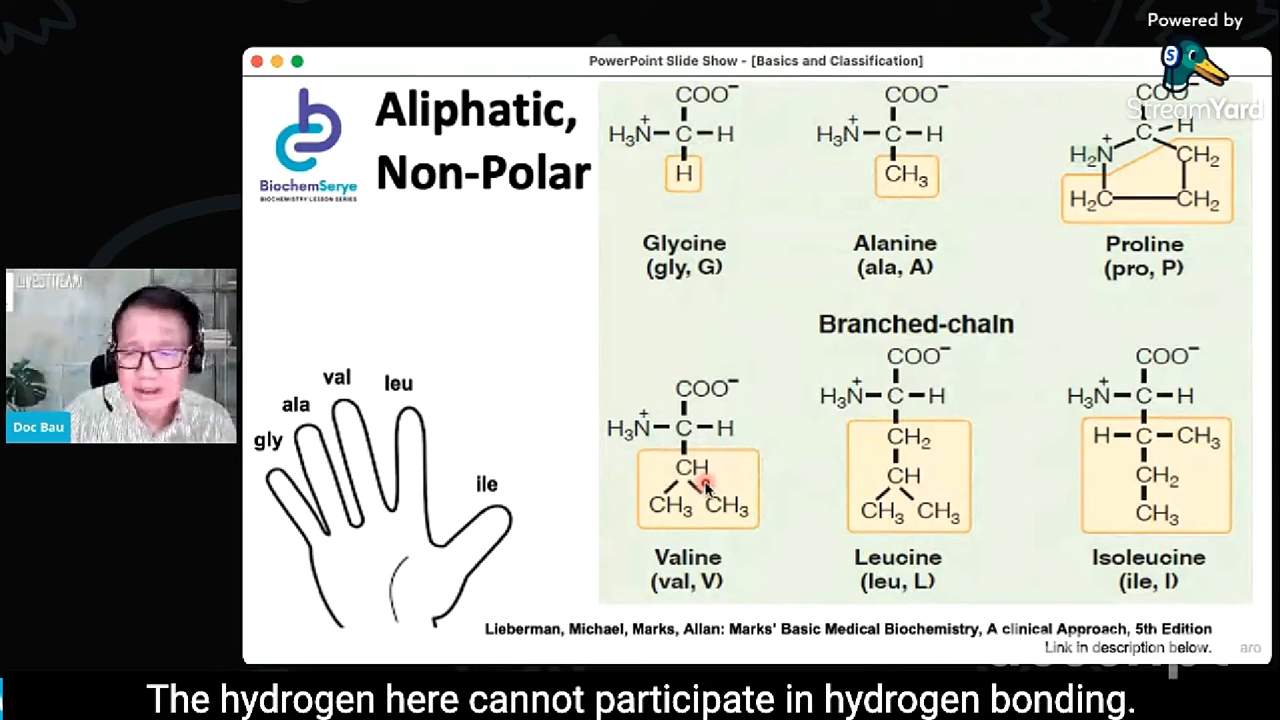 Powered by
StreamYard
PowerPoint Slide Show - [Basics and Classification]
BiochemSerye
BIOCHEMISTRY LESSON SERIES
Aliphatic,
Non-Polar
COO⁻
H₃N⁺–C–H
H
Glycine
(gly, G)
COO⁻
H₃N⁺–C–H
CH₃
Alanine
(ala, A)
COO⁻
C–H
H₂N⁺ CH₂
H₂C CH₂
Proline
(pro, P)
Branched-chain
COO⁻
H₃N⁺–C–H
CH
CH₃ CH₃
Valine
(val, V)
COO⁻
H₃N⁺–C–H
CH₂
CH
CH₃ CH₃
Leucine
(leu, L)
COO⁻
H₃N⁺–C–H
H–C–CH₃
CH₂
CH₃
Isoleucine
(ile, I)
gly
ala
val
leu
ile
LIVESTREAM
Doc Bau
Lieberman, Michael, Marks, Allan: Marks' Basic Medical Biochemistry, A clinical Approach, 5th Edition
Link in description below.
aro
The hydrogen here cannot participate in hydrogen bonding.